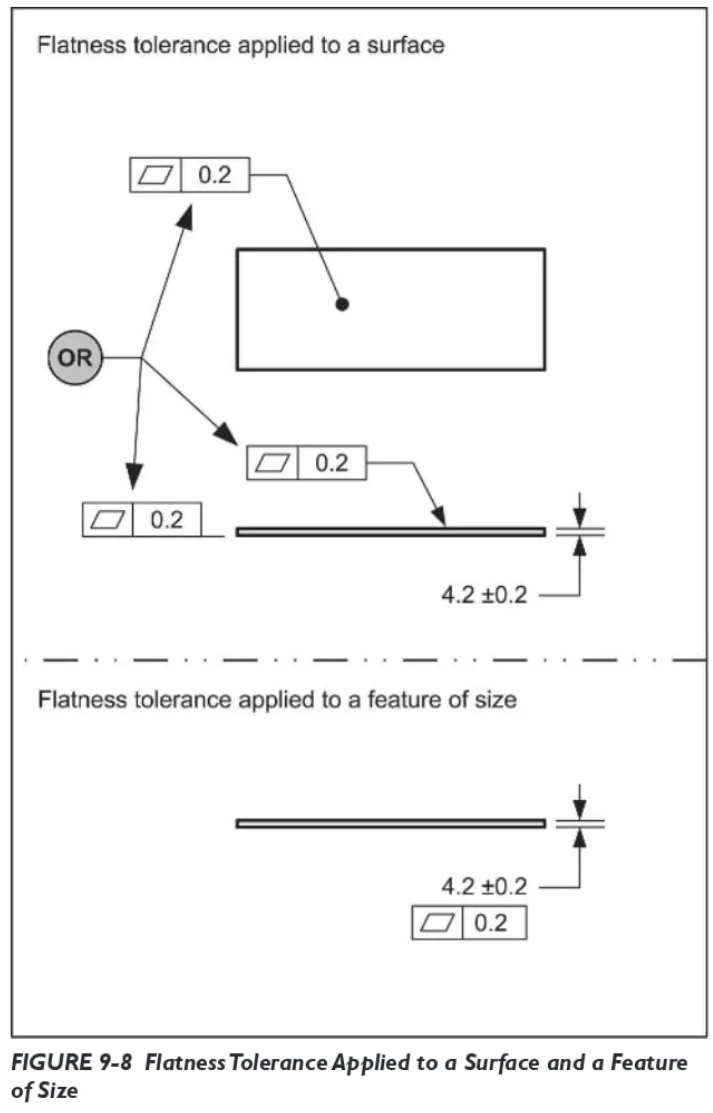 Flatness tolerance applied to a surface
0.2
OR
0.2
0.2
4.2 ±0.2
Flatness tolerance applied to a feature of size
4.2 ±0.2
0.2
FIGURE 9-8 Flatness Tolerance Applied to a Surface and a Feature
of Size